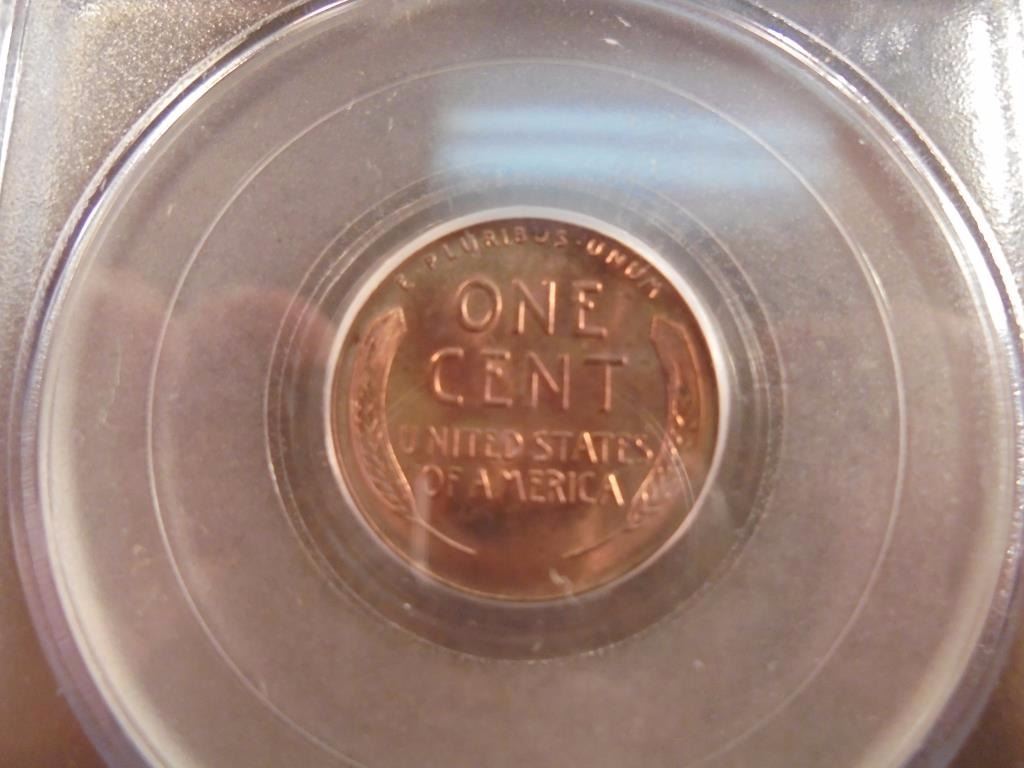 E·PLURIBUS·UNUM
ONE
CENT
UNITED STATES
OF AMERICA